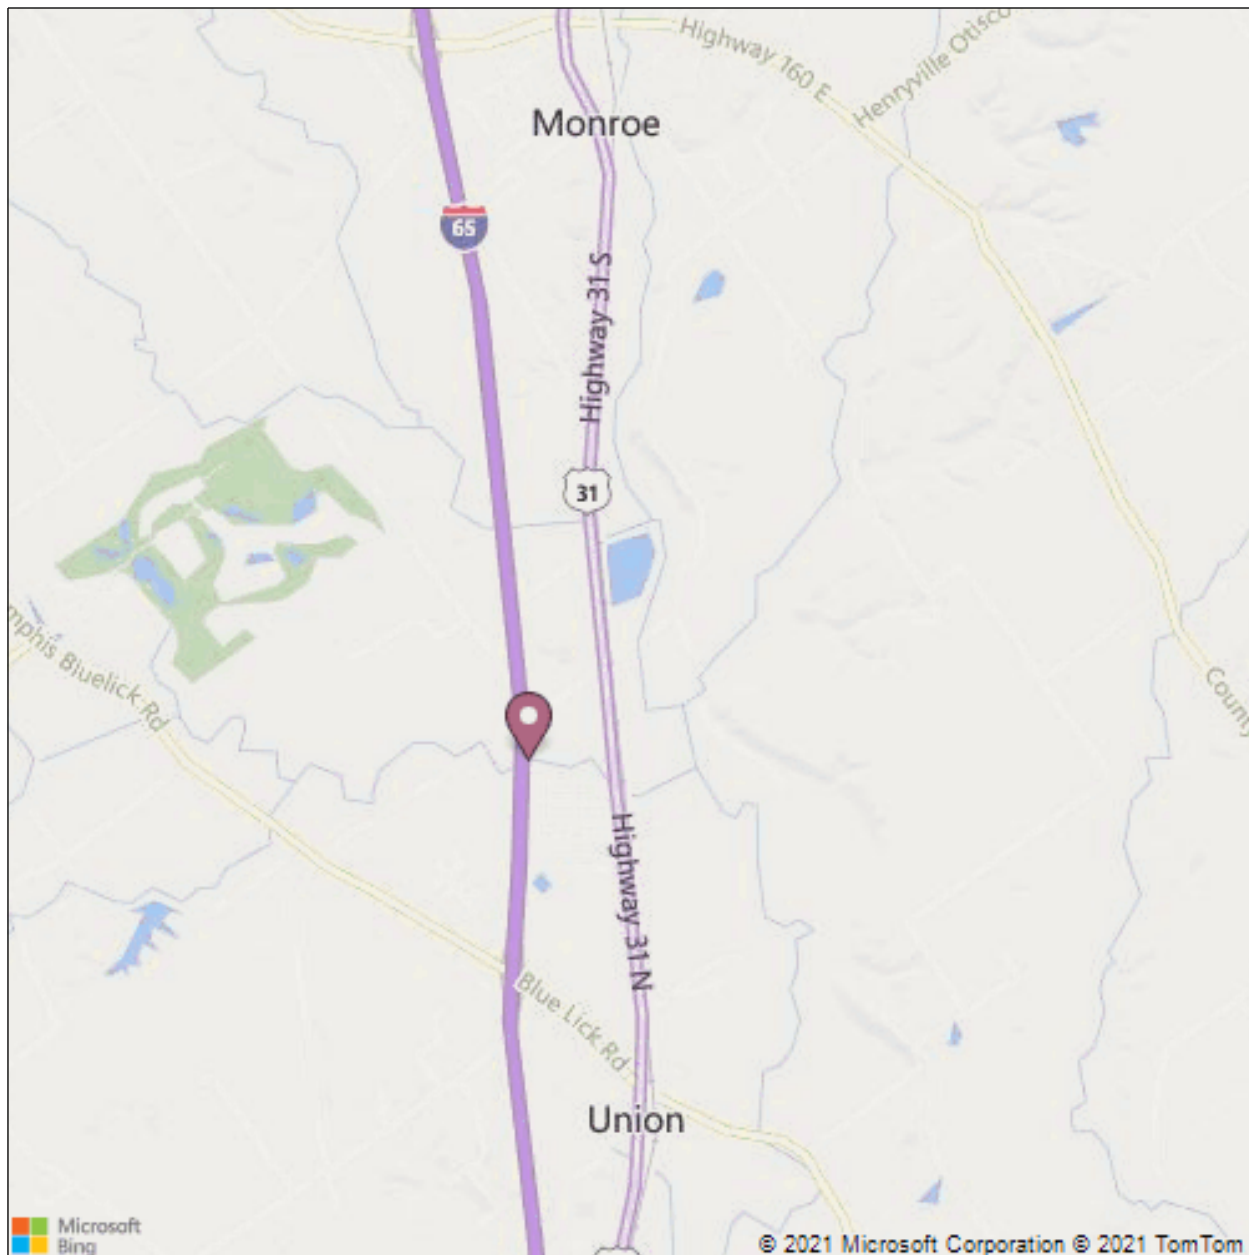 Highway 160 E
Henryville Otisco
Monroe
65
Highway 31 S
31
mphis Bluelick Rd
County
Highway 31 N
Blue Lick Rd
Union
Microsoft
Bing
© 2021 Microsoft Corporation © 2021 TomTom